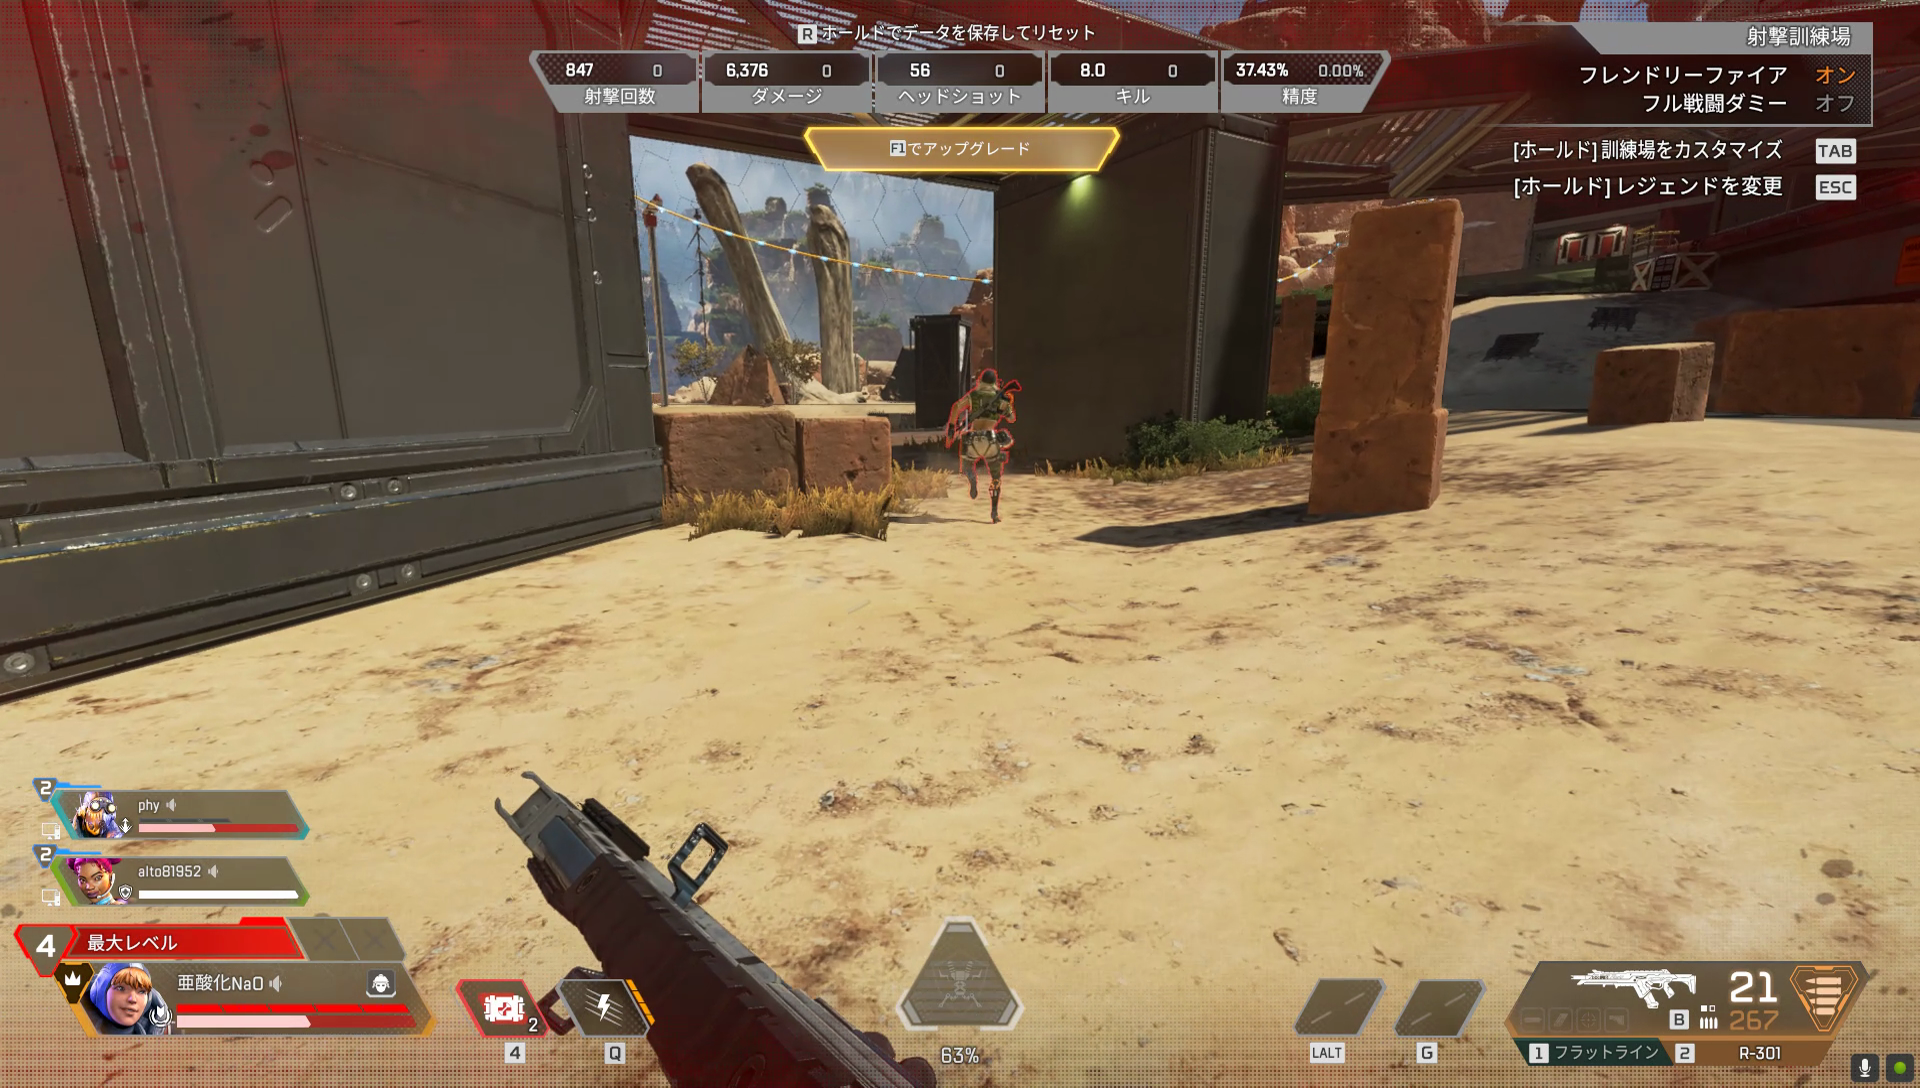 R ホールドでデータを保存してリセット
847 0 6,376 0 56 0 8.0 0 37.43% 0.00%
射撃回数 ダメージ ヘッドショット キル 精度
F1でアップグレード
射撃訓練場
フレンドリーファイア オン
フル戦闘ダミー オフ
[ホールド]訓練場をカスタマイズ TAB
[ホールド]レジェンドを変更 ESC
2
phy
2
alto81952
4 最大レベル
亜酸化NaO
2
4 Q
63%
LALT G
21
B 267
1 フラットライン 2 R-301